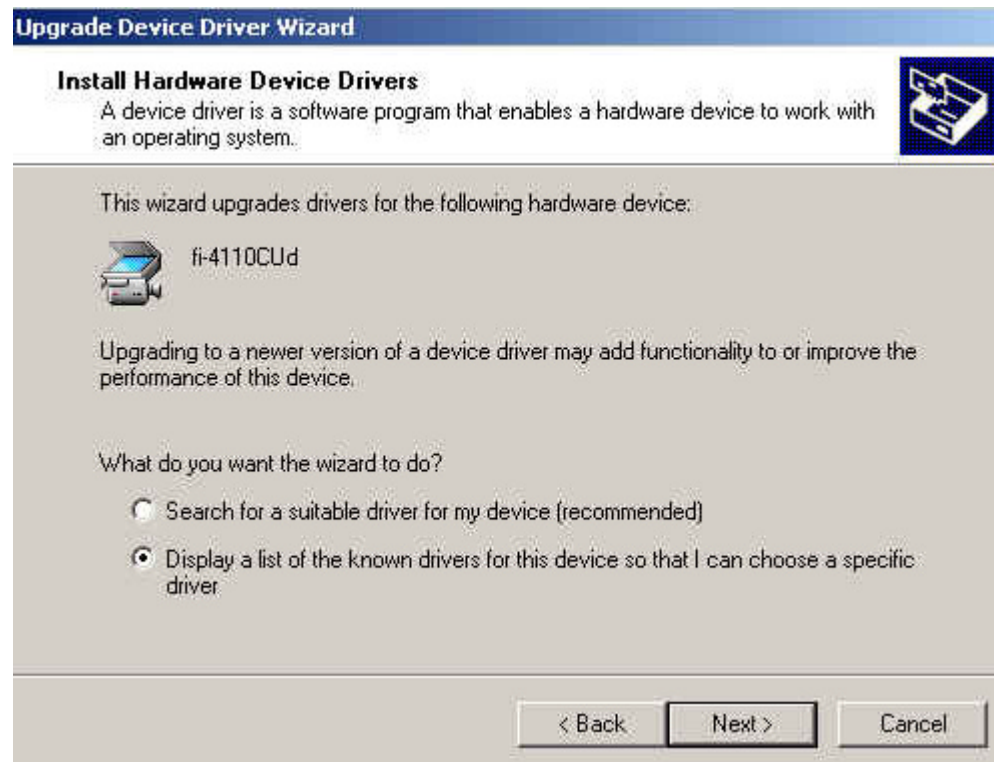 Upgrade Device Driver Wizard
Install Hardware Device Drivers
A device driver is a software program that enables a hardware device to work with
an operating system.
This wizard upgrades drivers for the following hardware device:
fi-4110CUd
Upgrading to a newer version of a device driver may add functionality to or improve the
performance of this device.
What do you want the wizard to do?
Search for a suitable driver for my device (recommended)
Display a list of the known drivers for this device so that I can choose a specific
driver
< Back Next > Cancel